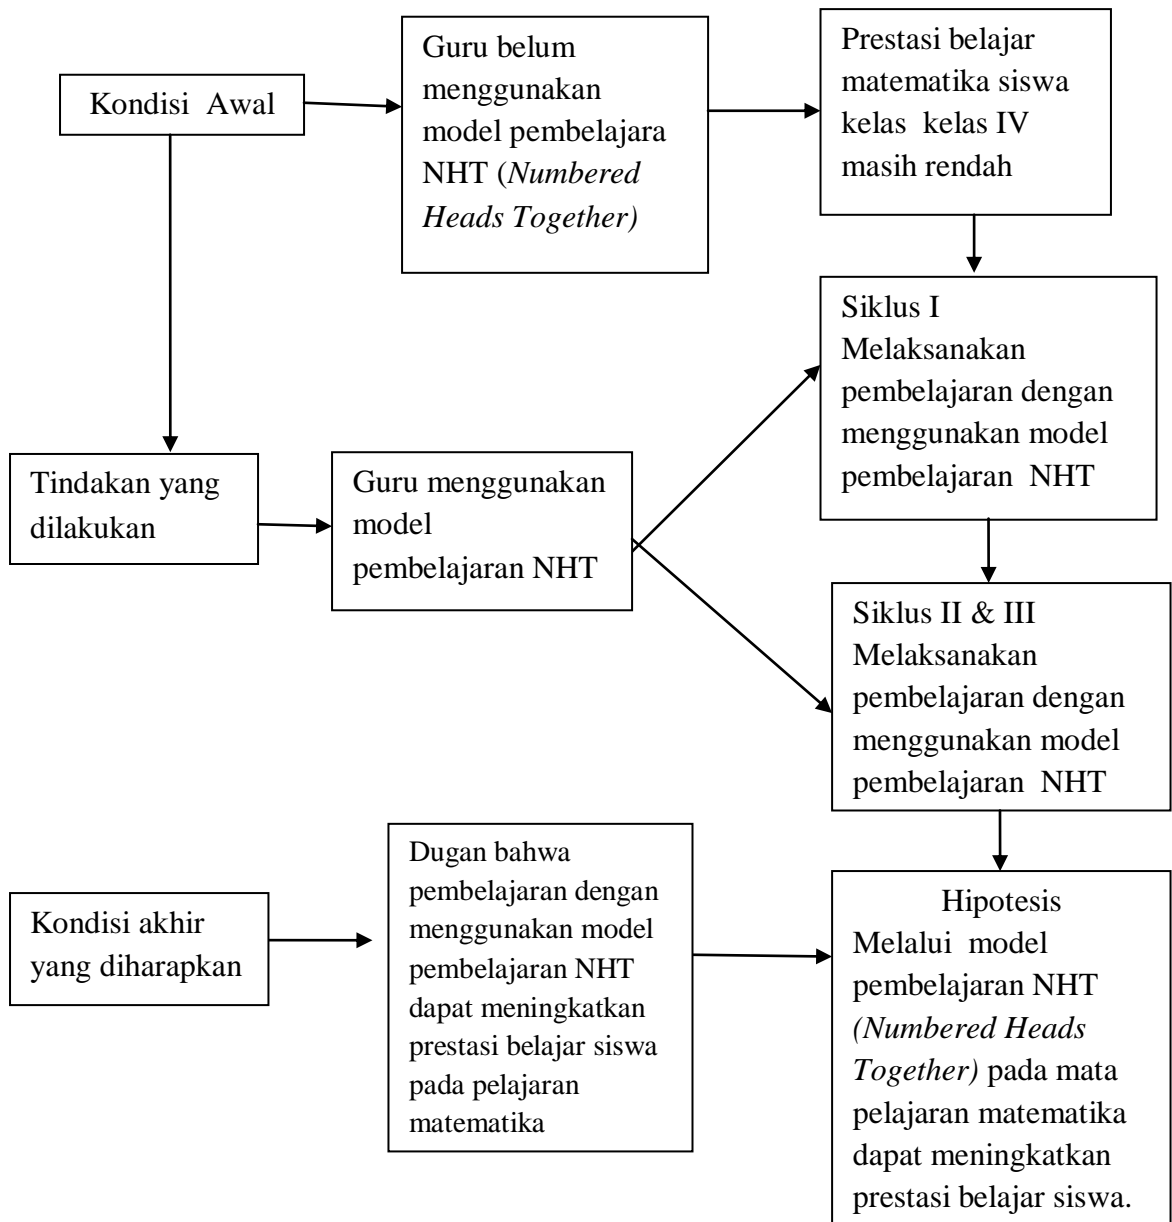 Kondisi Awal
Guru belum
menggunakan
model pembelajara
NHT (Numbered
Heads Together)
Prestasi belajar
matematika siswa
kelas kelas IV
masih rendah
Siklus I
Melaksanakan
pembelajaran dengan
menggunakan model
pembelajaran NHT
Tindakan yang
dilakukan
Guru menggunakan
model
pembelajaran NHT
Siklus II & III
Melaksanakan
pembelajaran dengan
menggunakan model
pembelajaran NHT
Kondisi akhir
yang diharapkan
Dugan bahwa
pembelajaran dengan
menggunakan model
pembelajaran NHT
dapat meningkatkan
prestasi belajar siswa
pada pelajaran
matematika
Hipotesis
Melalui model
pembelajaran NHT
(Numbered Heads
Together) pada mata
pelajaran matematika
dapat meningkatkan
prestasi belajar siswa.